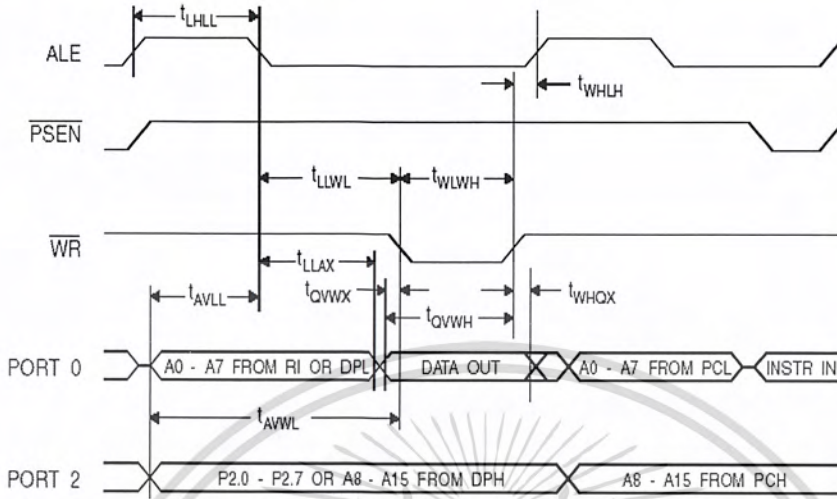 tLHLL
ALE
tWHLH
PSEN
tLLWL
tWLWH
WR
tLLAX
tAVLL
tQVWX
tWHQX
tQVWH
PORT 0
A0 - A7 FROM RI OR DPL
DATA OUT
A0 - A7 FROM PCL
INSTR IN
tAVWL
PORT 2
P2.0 - P2.7 OR A8 - A15 FROM DPH
A8 - A15 FROM PCH